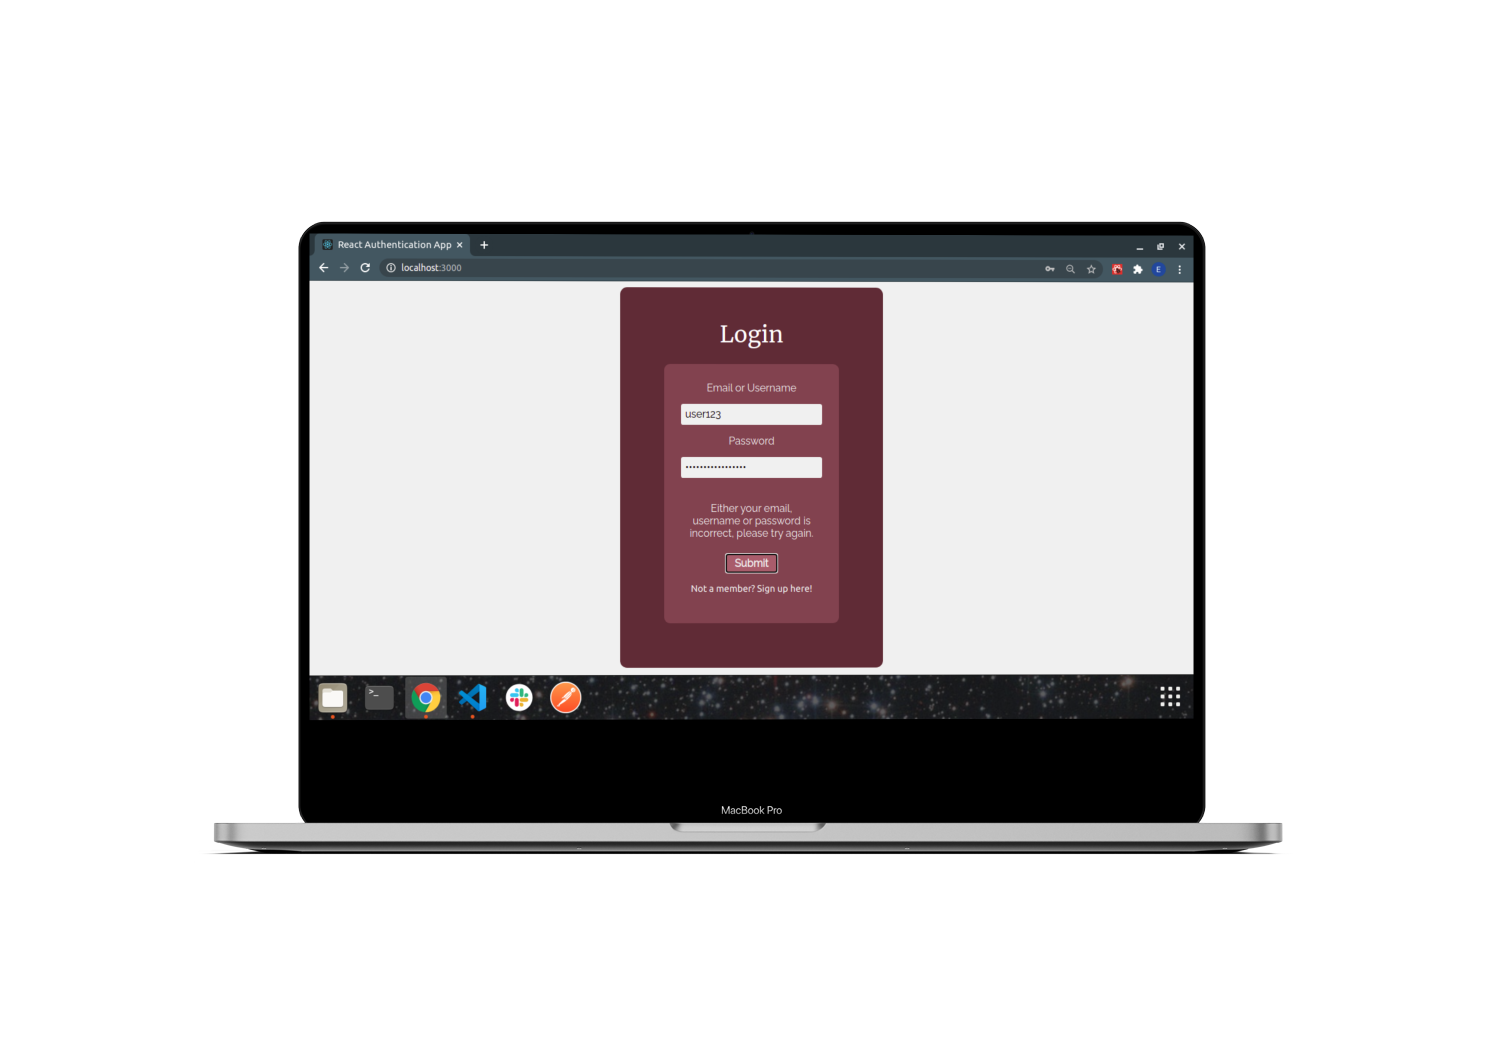 React Authentication App
localhost:3000
E
Login
Email or Username
user123
Password
•••••••••••••••••
Either your email,
username or password is
incorrect, please try again.
Submit
Not a member? Sign up here!
>_
MacBook Pro